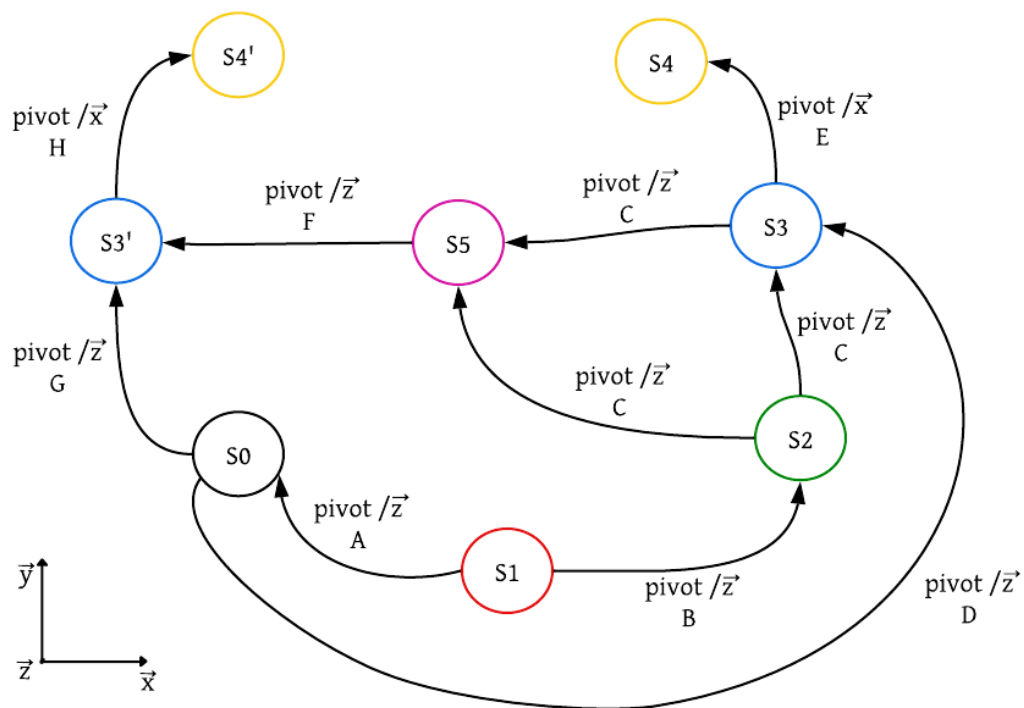 S4'
S4
pivot /x⃗
H
pivot /x⃗
E
pivot /z⃗
F
pivot /z⃗
C
S3'
S5
S3
pivot /z⃗
G
pivot /z⃗
C
pivot /z⃗
C
S0
S2
pivot /z⃗
A
S1
pivot /z⃗
B
pivot /z⃗
D
y⃗
z⃗
x⃗